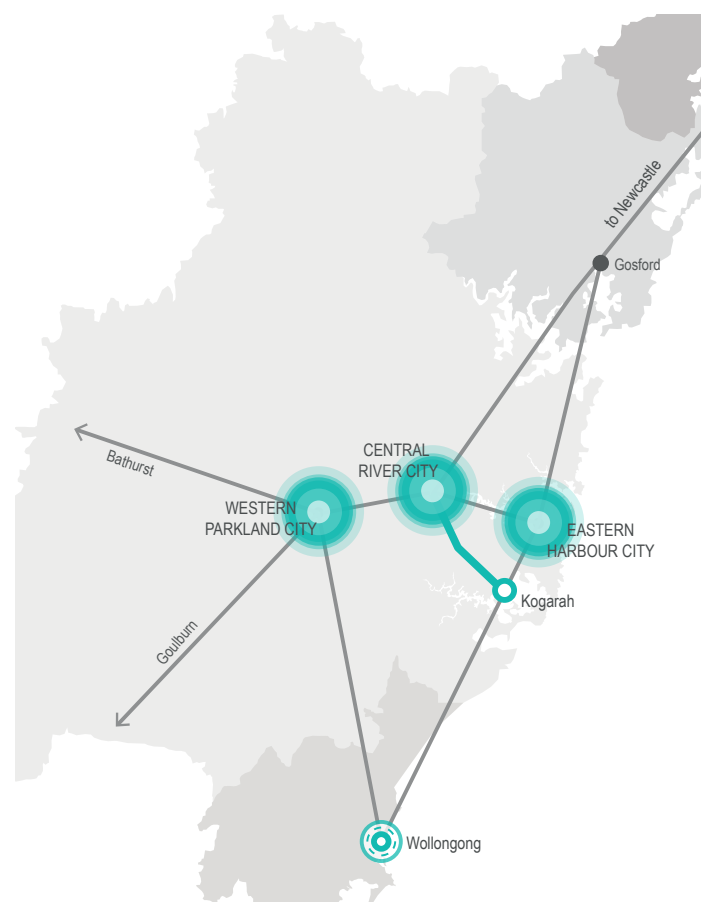 to Newcastle
Gosford
Bathurst
CENTRAL
RIVER CITY
WESTERN
PARKLAND CITY
EASTERN
HARBOUR CITY
Kogarah
Goulburn
Wollongong